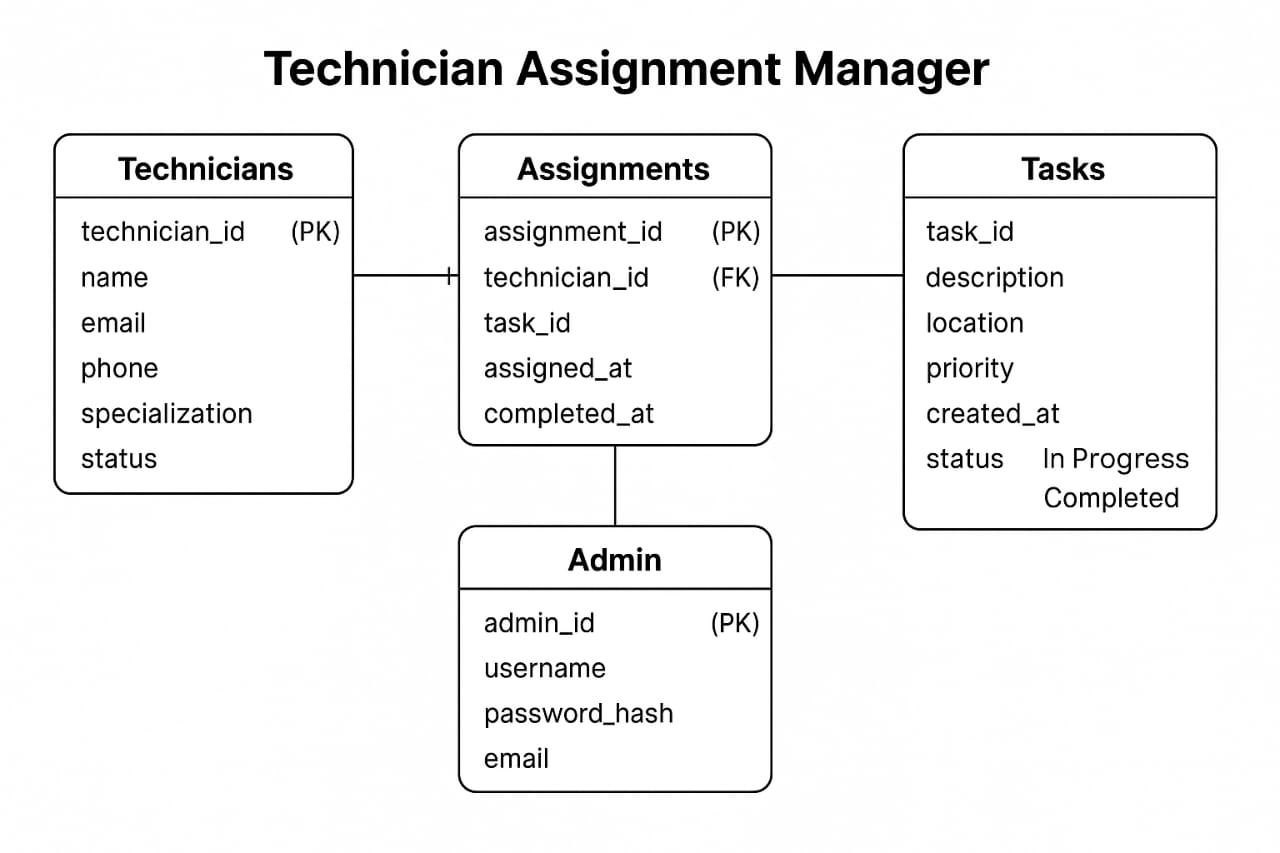 Technician Assignment Manager
Technicians
technician_id (PK)
name
email
phone
specialization
status
Assignments
assignment_id (PK)
technician_id (FK)
task_id
assigned_at
completed_at
Tasks
task_id
description
location
priority
created_at
status In Progress
Completed
Admin
admin_id (PK)
username
password_hash
email